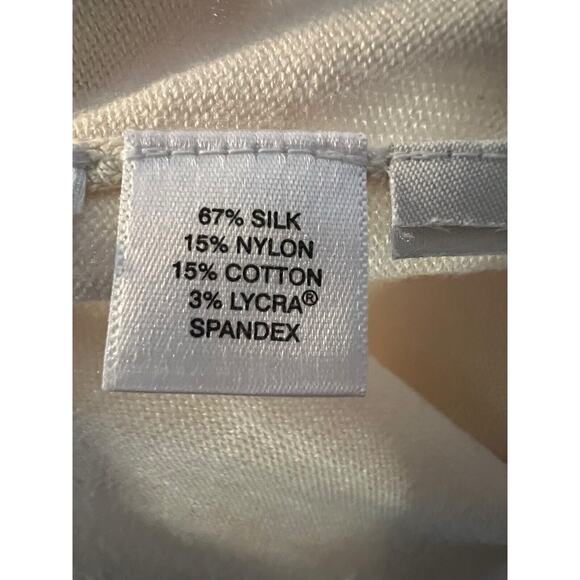 67% SILK
15% NYLON
15% COTTON
3% LYCRA®
SPANDEX